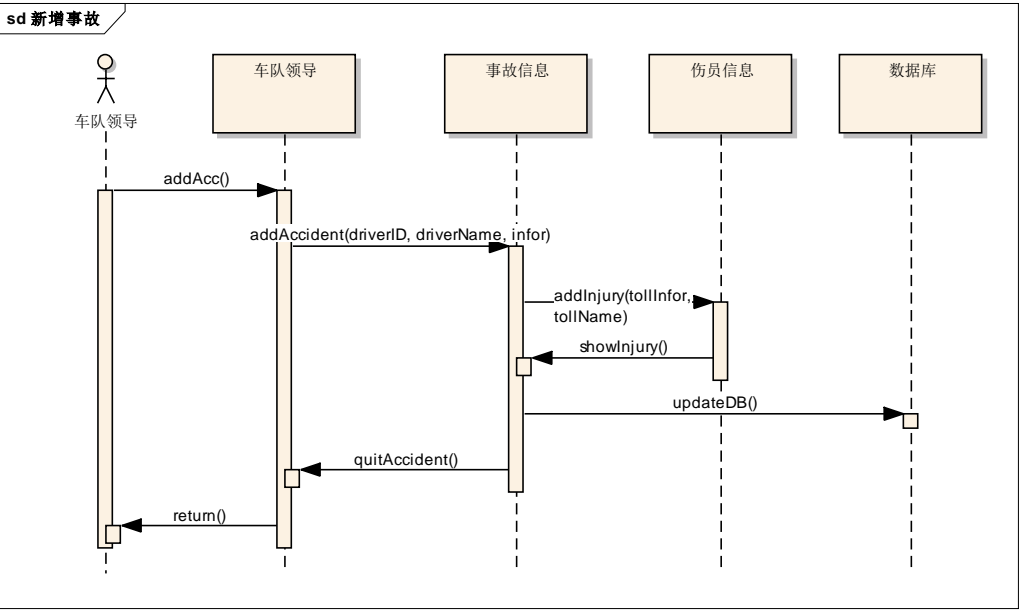 sd 新增事故
车队领导
车队领导
事故信息
伤员信息
数据库
addAcc()
addAccident(driverID, driverName, infor)
addInjury(tollInfor,
tollName)
showInjury()
updateDB()
quitAccident()
return()